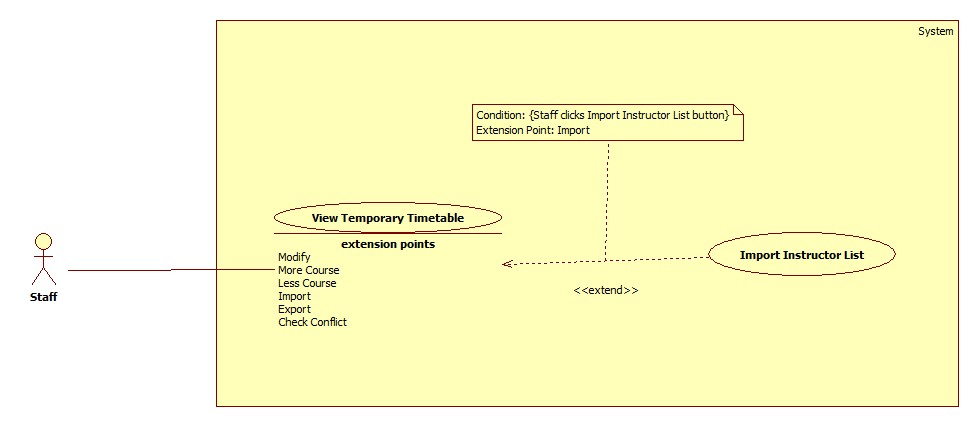 System
Condition: {Staff clicks Import Instructor List button}
Extension Point: Import
View Temporary Timetable
extension points
Modify
More Course
Less Course
Import
Export
Check Conflict
Import Instructor List
<<extend>>
Staff